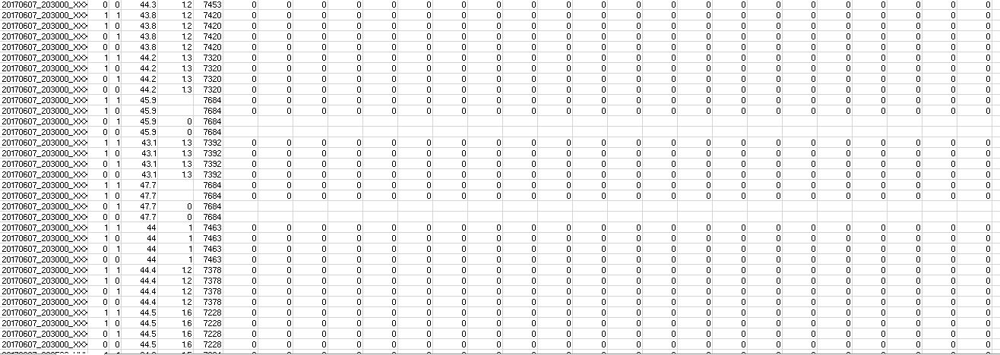 20170607_203000_XXX 0 0 44.3 1.2 7453 0 0 0 0 0 0 0 0 0 0 0 0 0 0 0 0 0 0 0 0 0 0
20170607_203000_XXX 1 1 43.8 1.2 7420 0 0 0 0 0 0 0 0 0 0 0 0 0 0 0 0 0 0 0 0 0 0
20170607_203000_XXX 1 0 43.8 1.2 7420 0 0 0 0 0 0 0 0 0 0 0 0 0 0 0 0 0 0 0 0 0 0
20170607_203000_XXX 0 1 43.8 1.2 7420 0 0 0 0 0 0 0 0 0 0 0 0 0 0 0 0 0 0 0 0 0 0
20170607_203000_XXX 0 0 43.8 1.2 7420 0 0 0 0 0 0 0 0 0 0 0 0 0 0 0 0 0 0 0 0 0 0
20170607_203000_XXX 1 1 44.2 1.3 7320 0 0 0 0 0 0 0 0 0 0 0 0 0 0 0 0 0 0 0 0 0 0
20170607_203000_XXX 1 0 44.2 1.3 7320 0 0 0 0 0 0 0 0 0 0 0 0 0 0 0 0 0 0 0 0 0 0
20170607_203000_XXX 0 1 44.2 1.3 7320 0 0 0 0 0 0 0 0 0 0 0 0 0 0 0 0 0 0 0 0 0 0
20170607_203000_XXX 0 0 44.2 1.3 7320 0 0 0 0 0 0 0 0 0 0 0 0 0 0 0 0 0 0 0 0 0 0
20170607_203000_XXX 1 1 45.9 7684 0 0 0 0 0 0 0 0 0 0 0 0 0 0 0 0 0 0 0 0 0 0
20170607_203000_XXX 1 0 45.9 7684 0 0 0 0 0 0 0 0 0 0 0 0 0 0 0 0 0 0 0 0 0 0
20170607_203000_XXX 0 1 45.9 0 7684
20170607_203000_XXX 0 0 45.9 0 7684
20170607_203000_XXX 1 1 43.1 1.3 7392 0 0 0 0 0 0 0 0 0 0 0 0 0 0 0 0 0 0 0 0 0 0
20170607_203000_XXX 1 0 43.1 1.3 7392 0 0 0 0 0 0 0 0 0 0 0 0 0 0 0 0 0 0 0 0 0 0
20170607_203000_XXX 0 1 43.1 1.3 7392 0 0 0 0 0 0 0 0 0 0 0 0 0 0 0 0 0 0 0 0 0 0
20170607_203000_XXX 0 0 43.1 1.3 7392 0 0 0 0 0 0 0 0 0 0 0 0 0 0 0 0 0 0 0 0 0 0
20170607_203000_XXX 1 1 47.7 7684 0 0 0 0 0 0 0 0 0 0 0 0 0 0 0 0 0 0 0 0 0 0
20170607_203000_XXX 1 0 47.7 7684 0 0 0 0 0 0 0 0 0 0 0 0 0 0 0 0 0 0 0 0 0 0
20170607_203000_XXX 0 1 47.7 0 7684
20170607_203000_XXX 0 0 47.7 0 7684
20170607_203000_XXX 1 1 44 1 7463 0 0 0 0 0 0 0 0 0 0 0 0 0 0 0 0 0 0 0 0 0 0
20170607_203000_XXX 1 0 44 1 7463 0 0 0 0 0 0 0 0 0 0 0 0 0 0 0 0 0 0 0 0 0 0
20170607_203000_XXX 0 1 44 1 7463 0 0 0 0 0 0 0 0 0 0 0 0 0 0 0 0 0 0 0 0 0 0
20170607_203000_XXX 0 0 44 1 7463 0 0 0 0 0 0 0 0 0 0 0 0 0 0 0 0 0 0 0 0 0 0
20170607_203000_XXX 1 1 44.4 1.2 7378 0 0 0 0 0 0 0 0 0 0 0 0 0 0 0 0 0 0 0 0 0 0
20170607_203000_XXX 1 0 44.4 1.2 7378 0 0 0 0 0 0 0 0 0 0 0 0 0 0 0 0 0 0 0 0 0 0
20170607_203000_XXX 0 1 44.4 1.2 7378 0 0 0 0 0 0 0 0 0 0 0 0 0 0 0 0 0 0 0 0 0 0
20170607_203000_XXX 0 0 44.4 1.2 7378 0 0 0 0 0 0 0 0 0 0 0 0 0 0 0 0 0 0 0 0 0 0
20170607_203000_XXX 1 1 44.5 1.6 7228 0 0 0 0 0 0 0 0 0 0 0 0 0 0 0 0 0 0 0 0 0 0
20170607_203000_XXX 1 0 44.5 1.6 7228 0 0 0 0 0 0 0 0 0 0 0 0 0 0 0 0 0 0 0 0 0 0
20170607_203000_XXX 0 1 44.5 1.6 7228 0 0 0 0 0 0 0 0 0 0 0 0 0 0 0 0 0 0 0 0 0 0
20170607_203000_XXX 0 0 44.5 1.6 7228 0 0 0 0 0 0 0 0 0 0 0 0 0 0 0 0 0 0 0 0 0 0